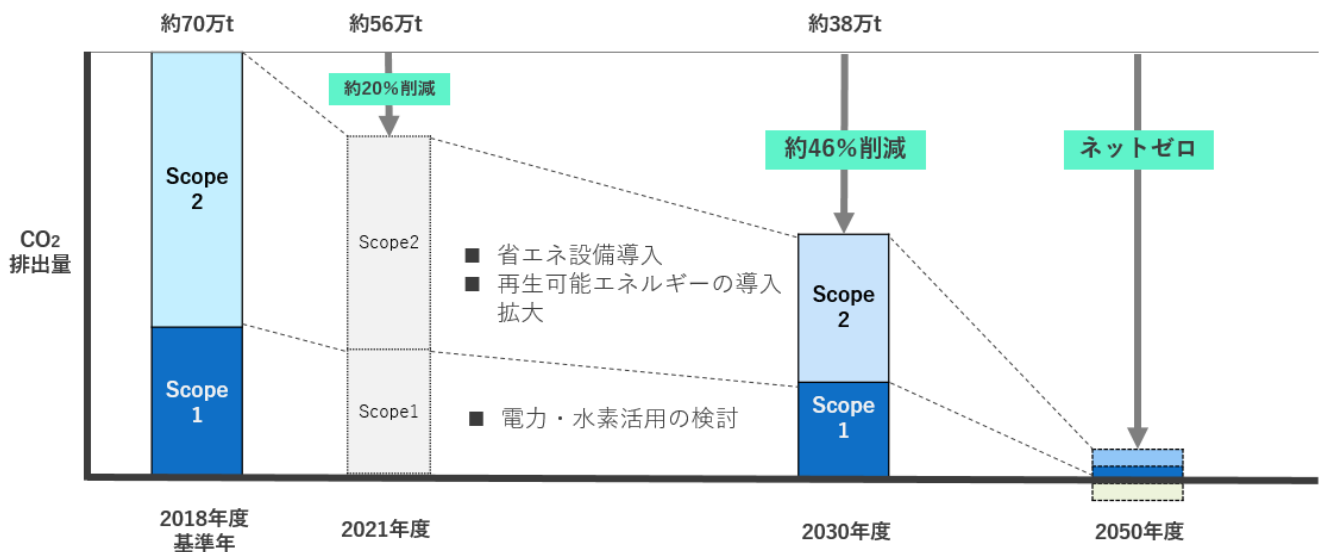 約70万t
約56万t
約38万t
約20%削減
約46%削減
ネットゼロ
CO2
排出量
Scope
2
Scope
1
Scope2
Scope1
■ 省エネ設備導入
■ 再生可能エネルギーの導入
拡大
■ 電力・水素活用の検討
Scope
2
Scope
1
2018年度
基準年
2021年度
2030年度
2050年度